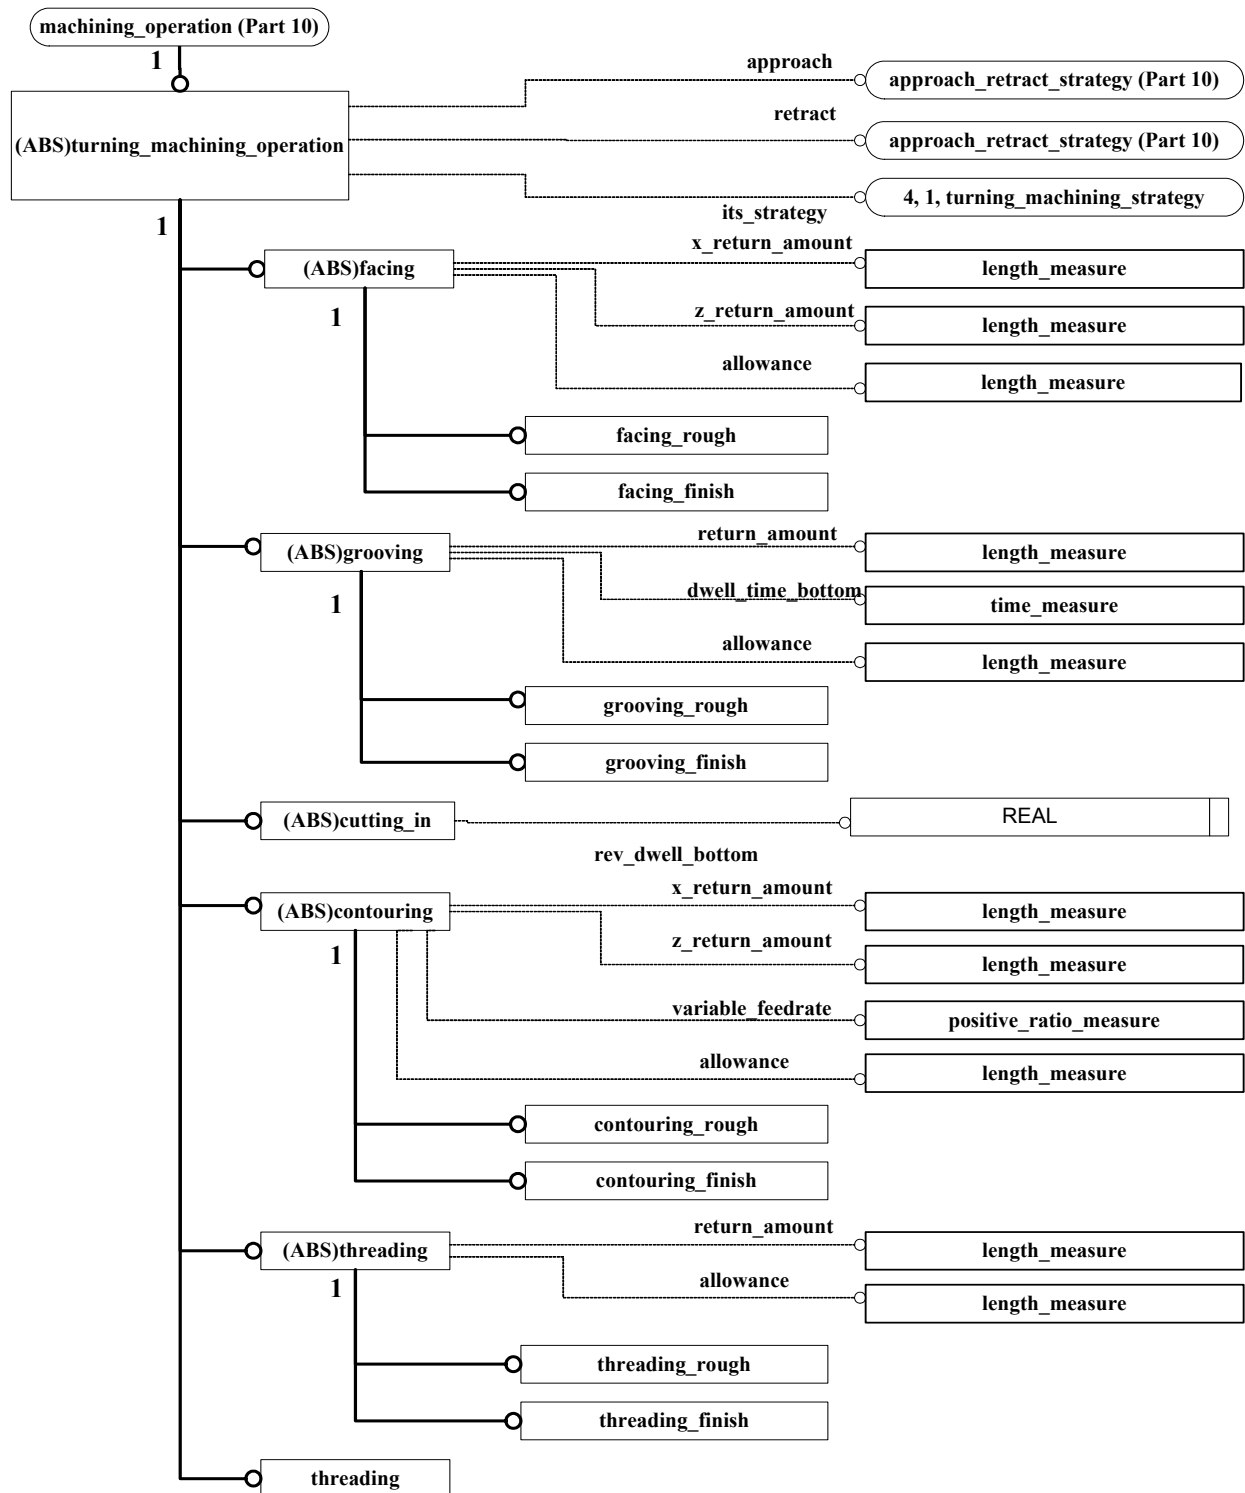 machining_operation (Part 10)
1
approach
approach_retract_strategy (Part 10)
(ABS)turning_machining_operation
retract
approach_retract_strategy (Part 10)
4, 1, turning_machining_strategy
its_strategy
1
x_return_amount
(ABS)facing
length_measure
1
z_return_amount
length_measure
allowance
length_measure
facing_rough
facing_finish
return_amount
(ABS)grooving
length_measure
1
dwell_time_bottom
time_measure
allowance
length_measure
grooving_rough
grooving_finish
(ABS)cutting_in
REAL
rev_dwell_bottom
x_return_amount
(ABS)contouring
length_measure
1
z_return_amount
length_measure
variable_feedrate
positive_ratio_measure
allowance
length_measure
contouring_rough
contouring_finish
return_amount
(ABS)threading
length_measure
1
allowance
length_measure
threading_rough
threading_finish
threading